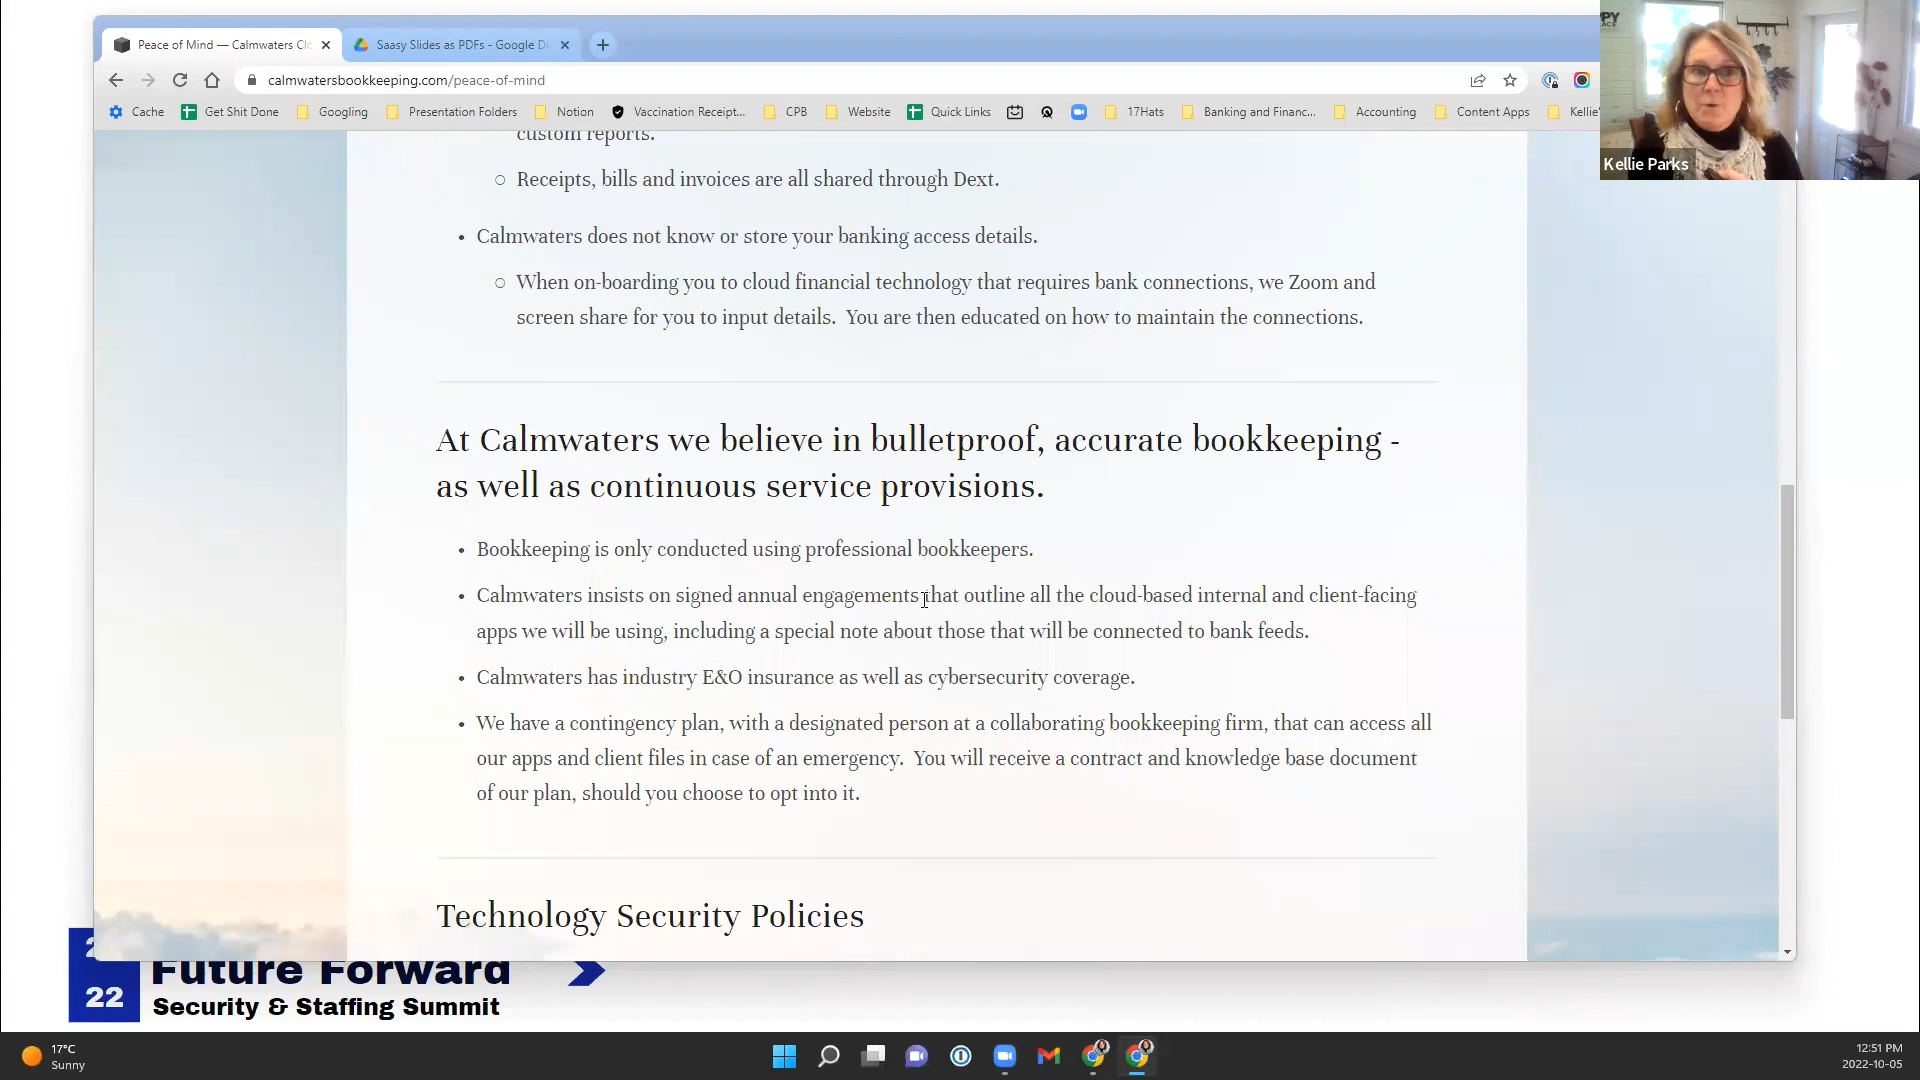 Peace of Mind — Calmwaters Clo
Saasy Slides as PDFs - Google D
calmwatersbookkeeping.com/peace-of-mind
Cache
Get Shit Done
Googling
Presentation Folders
Notion
Vaccination Receipt...
CPB
Website
Quick Links
17Hats
Banking and Financ...
Accounting
Content Apps
Kellie'
Kellie Parks
custom reports.
Receipts, bills and invoices are all shared through Dext.
Calmwaters does not know or store your banking access details.
When on-boarding you to cloud financial technology that requires bank connections, we Zoom and
screen share for you to input details. You are then educated on how to maintain the connections.
At Calmwaters we believe in bulletproof, accurate bookkeeping -
as well as continuous service provisions.
Bookkeeping is only conducted using professional bookkeepers.
Calmwaters insists on signed annual engagements that outline all the cloud-based internal and client-facing
apps we will be using, including a special note about those that will be connected to bank feeds.
Calmwaters has industry E&O insurance as well as cybersecurity coverage.
We have a contingency plan, with a designated person at a collaborating bookkeeping firm, that can access all
our apps and client files in case of an emergency. You will receive a contract and knowledge base document
of our plan, should you choose to opt into it.
Technology Security Policies
22
Future Forward
Security & Staffing Summit
17°C
Sunny
12:51 PM
2022-10-05